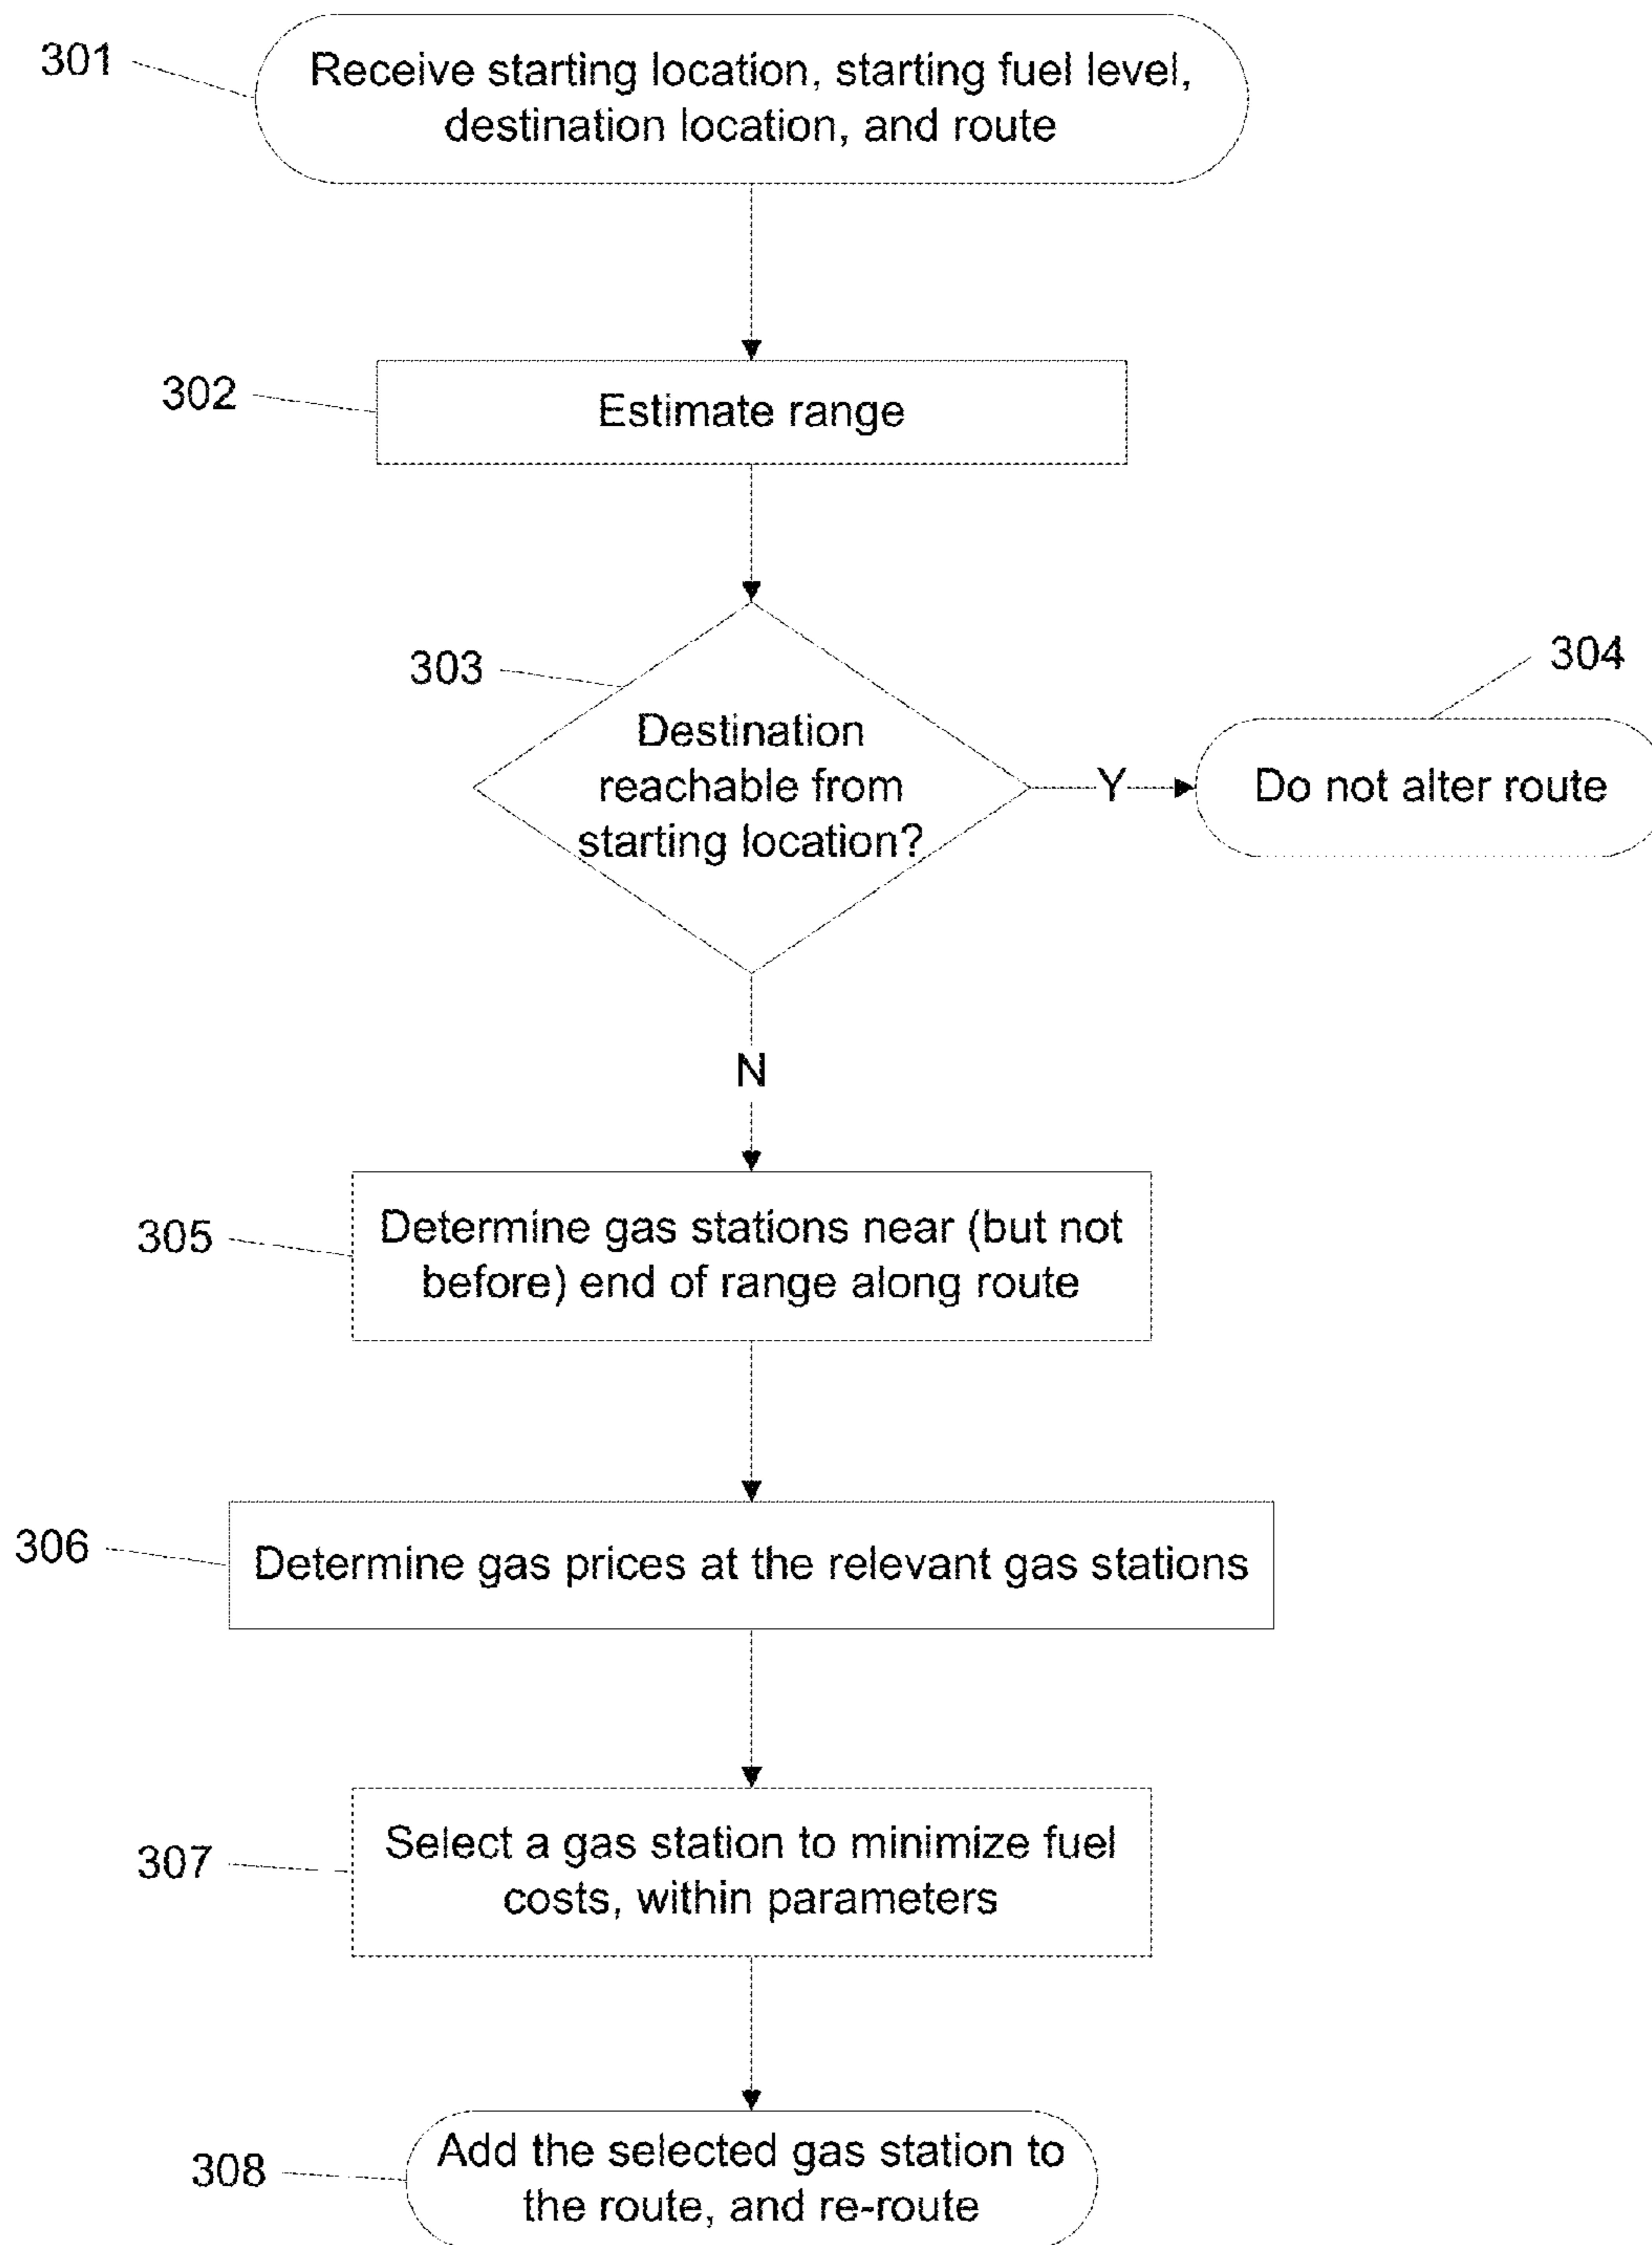 301
Receive starting location, starting fuel level,
destination location, and route
302
Estimate range
303
Destination
reachable from
starting location?
Y
304
Do not alter route
N
305
Determine gas stations near (but not
before) end of range along route
306
Determine gas prices at the relevant gas stations
307
Select a gas station to minimize fuel
costs, within parameters
308
Add the selected gas station to
the route, and re-route